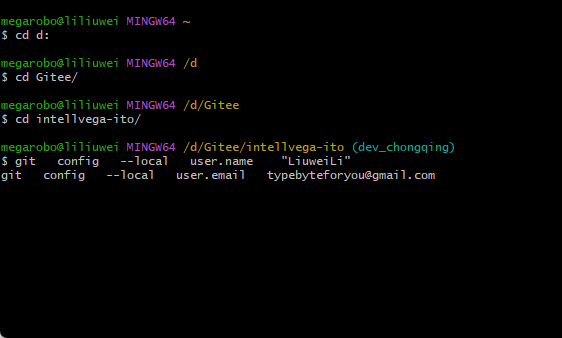 megarobo@liliuwei MINGW64 ~
$ cd d:
megarobo@liliuwei MINGW64 /d
$ cd Gitee/
megarobo@liliuwei MINGW64 /d/Gitee
$ cd intellvega-ito/
megarobo@liliuwei MINGW64 /d/Gitee/intellvega-ito (dev_chongqing)
$ git   config   --local   user.name    "LiuweiLi"
git   config   --local   user.email   typebyteforyou@gmail.com